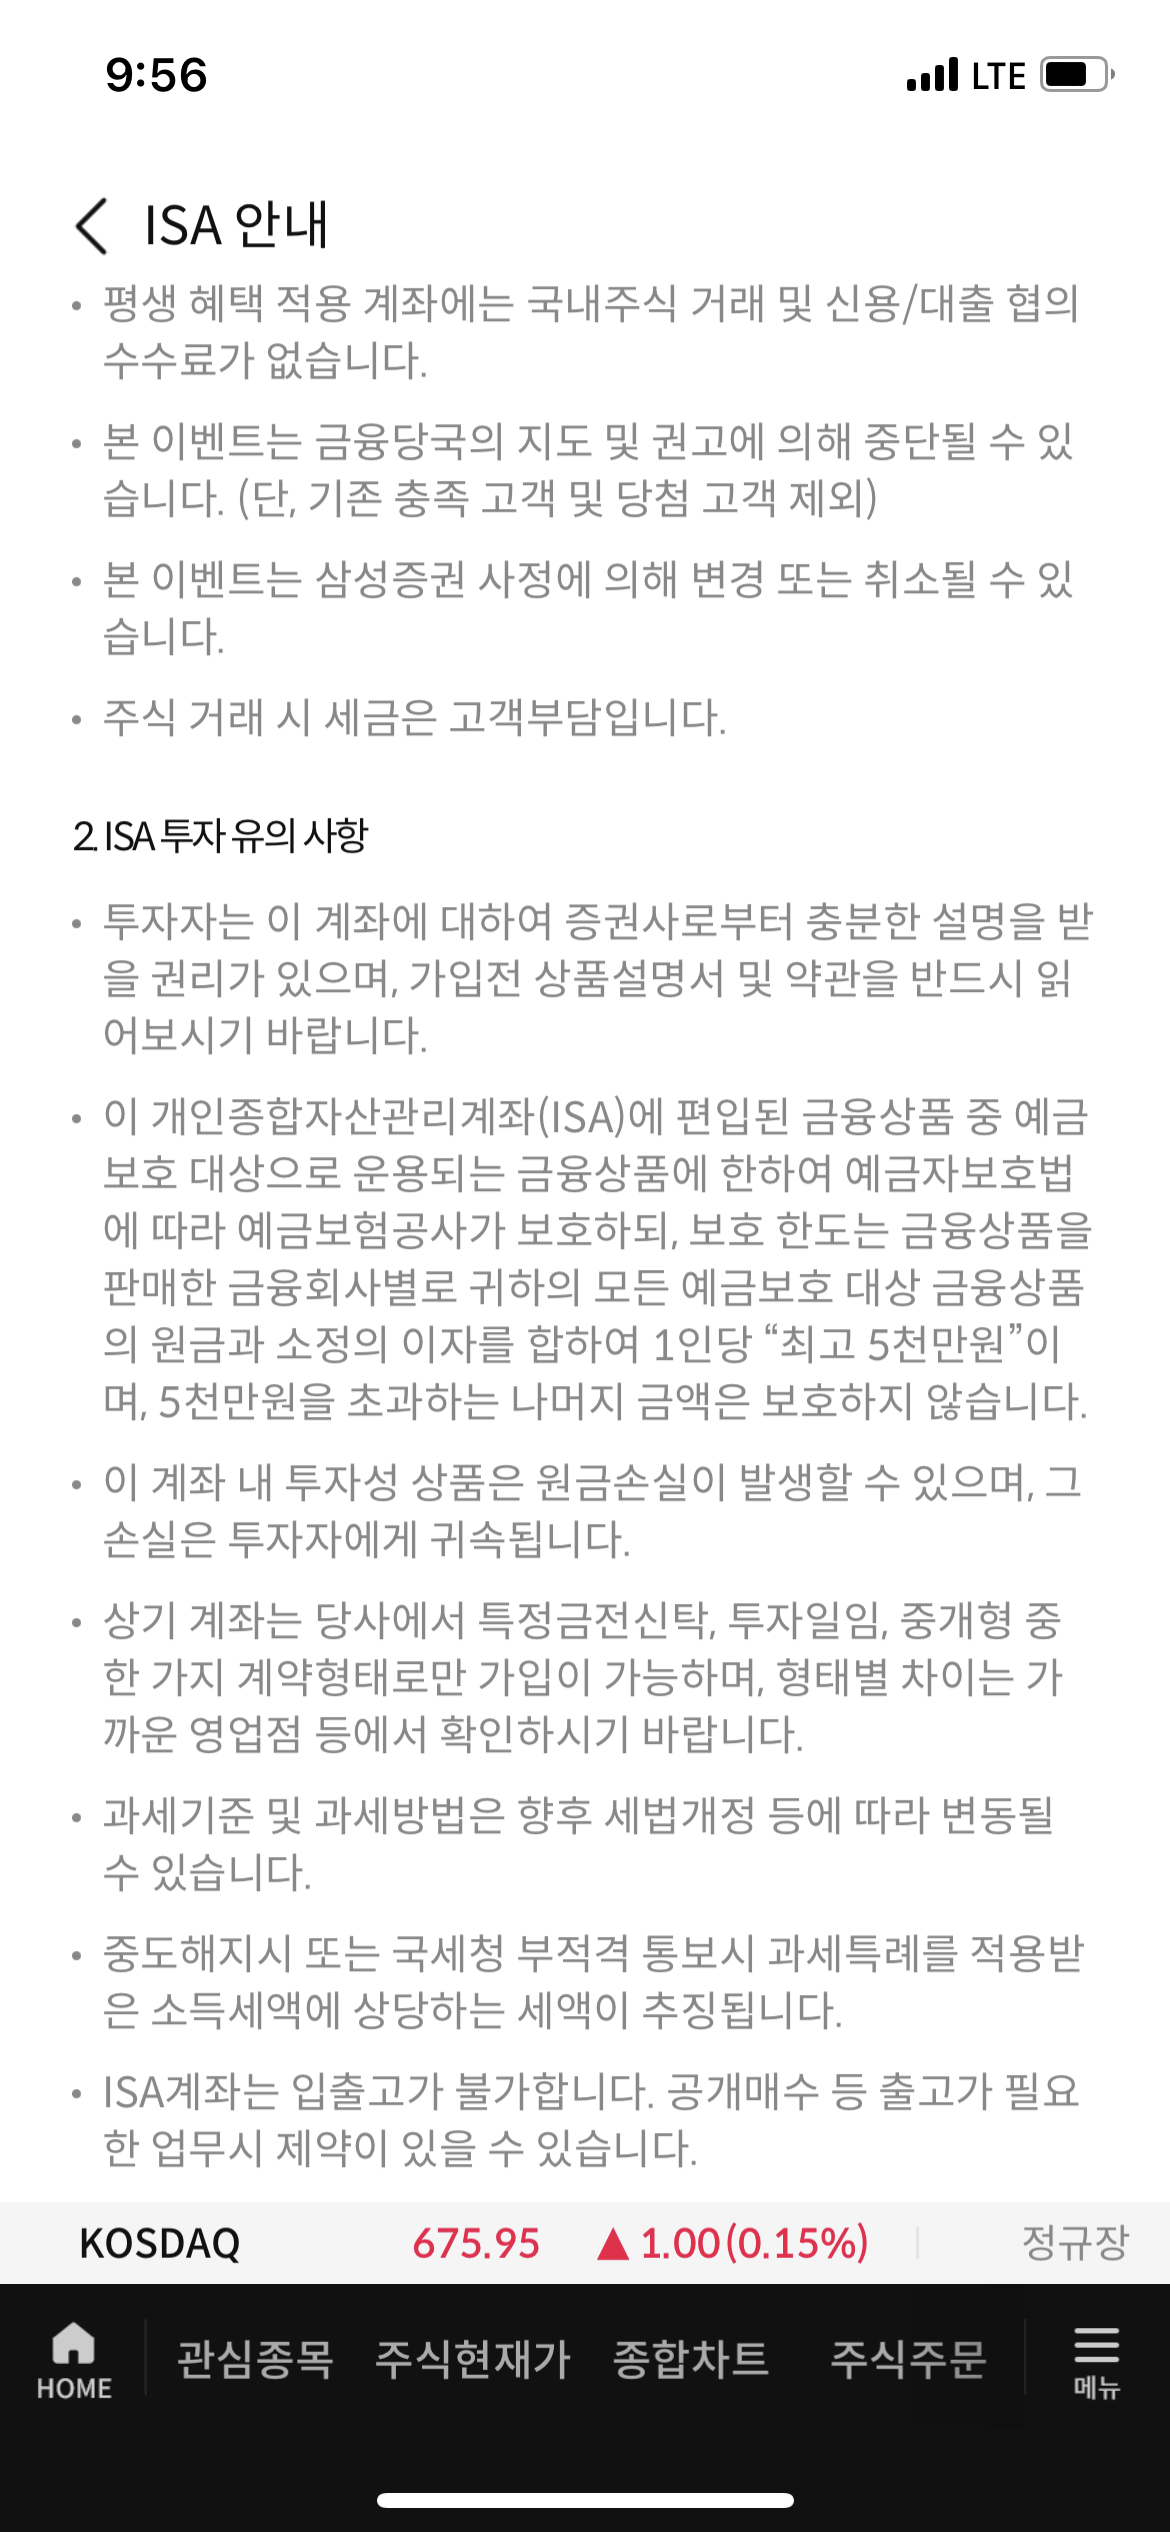 9:56
LTE
ISA 안내
• 평생 혜택 적용 계좌에는 국내주식 거래 및 신용/대출 협의
수수료가 없습니다.
• 본 이벤트는 금융당국의 지도 및 권고에 의해 중단될 수 있
습니다. (단, 기존 충족 고객 및 당첨 고객 제외)
• 본 이벤트는 삼성증권 사정에 의해 변경 또는 취소될 수 있
습니다.
• 주식 거래 시 세금은 고객부담입니다.
2. ISA 투자 유의 사항
• 투자자는 이 계좌에 대하여 증권사로부터 충분한 설명을 받
을 권리가 있으며, 가입전 상품설명서 및 약관을 반드시 읽
어보시기 바랍니다.
• 이 개인종합자산관리계좌(ISA)에 편입된 금융상품 중 예금
보호 대상으로 운용되는 금융상품에 한하여 예금자보호법
에 따라 예금보험공사가 보호하되, 보호 한도는 금융상품을
판매한 금융회사별로 귀하의 모든 예금보호 대상 금융상품
의 원금과 소정의 이자를 합하여 1인당 “최고 5천만원”이
며, 5천만원을 초과하는 나머지 금액은 보호하지 않습니다.
• 이 계좌 내 투자성 상품은 원금손실이 발생할 수 있으며, 그
손실은 투자자에게 귀속됩니다.
• 상기 계좌는 당사에서 특정금전신탁, 투자일임, 중개형 중
한 가지 계약형태로만 가입이 가능하며, 형태별 차이는 가
까운 영업점 등에서 확인하시기 바랍니다.
• 과세기준 및 과세방법은 향후 세법개정 등에 따라 변동될
수 있습니다.
• 중도해지시 또는 국세청 부적격 통보시 과세특례를 적용받
은 소득세액에 상당하는 세액이 추징됩니다.
• ISA계좌는 입출고가 불가합니다. 공개매수 등 출고가 필요
한 업무시 제약이 있을 수 있습니다.
KOSDAQ 675.95 ▲ 1.00(0.15%) 정규장
HOME 관심종목 주식현재가 종합차트 주식주문 메뉴